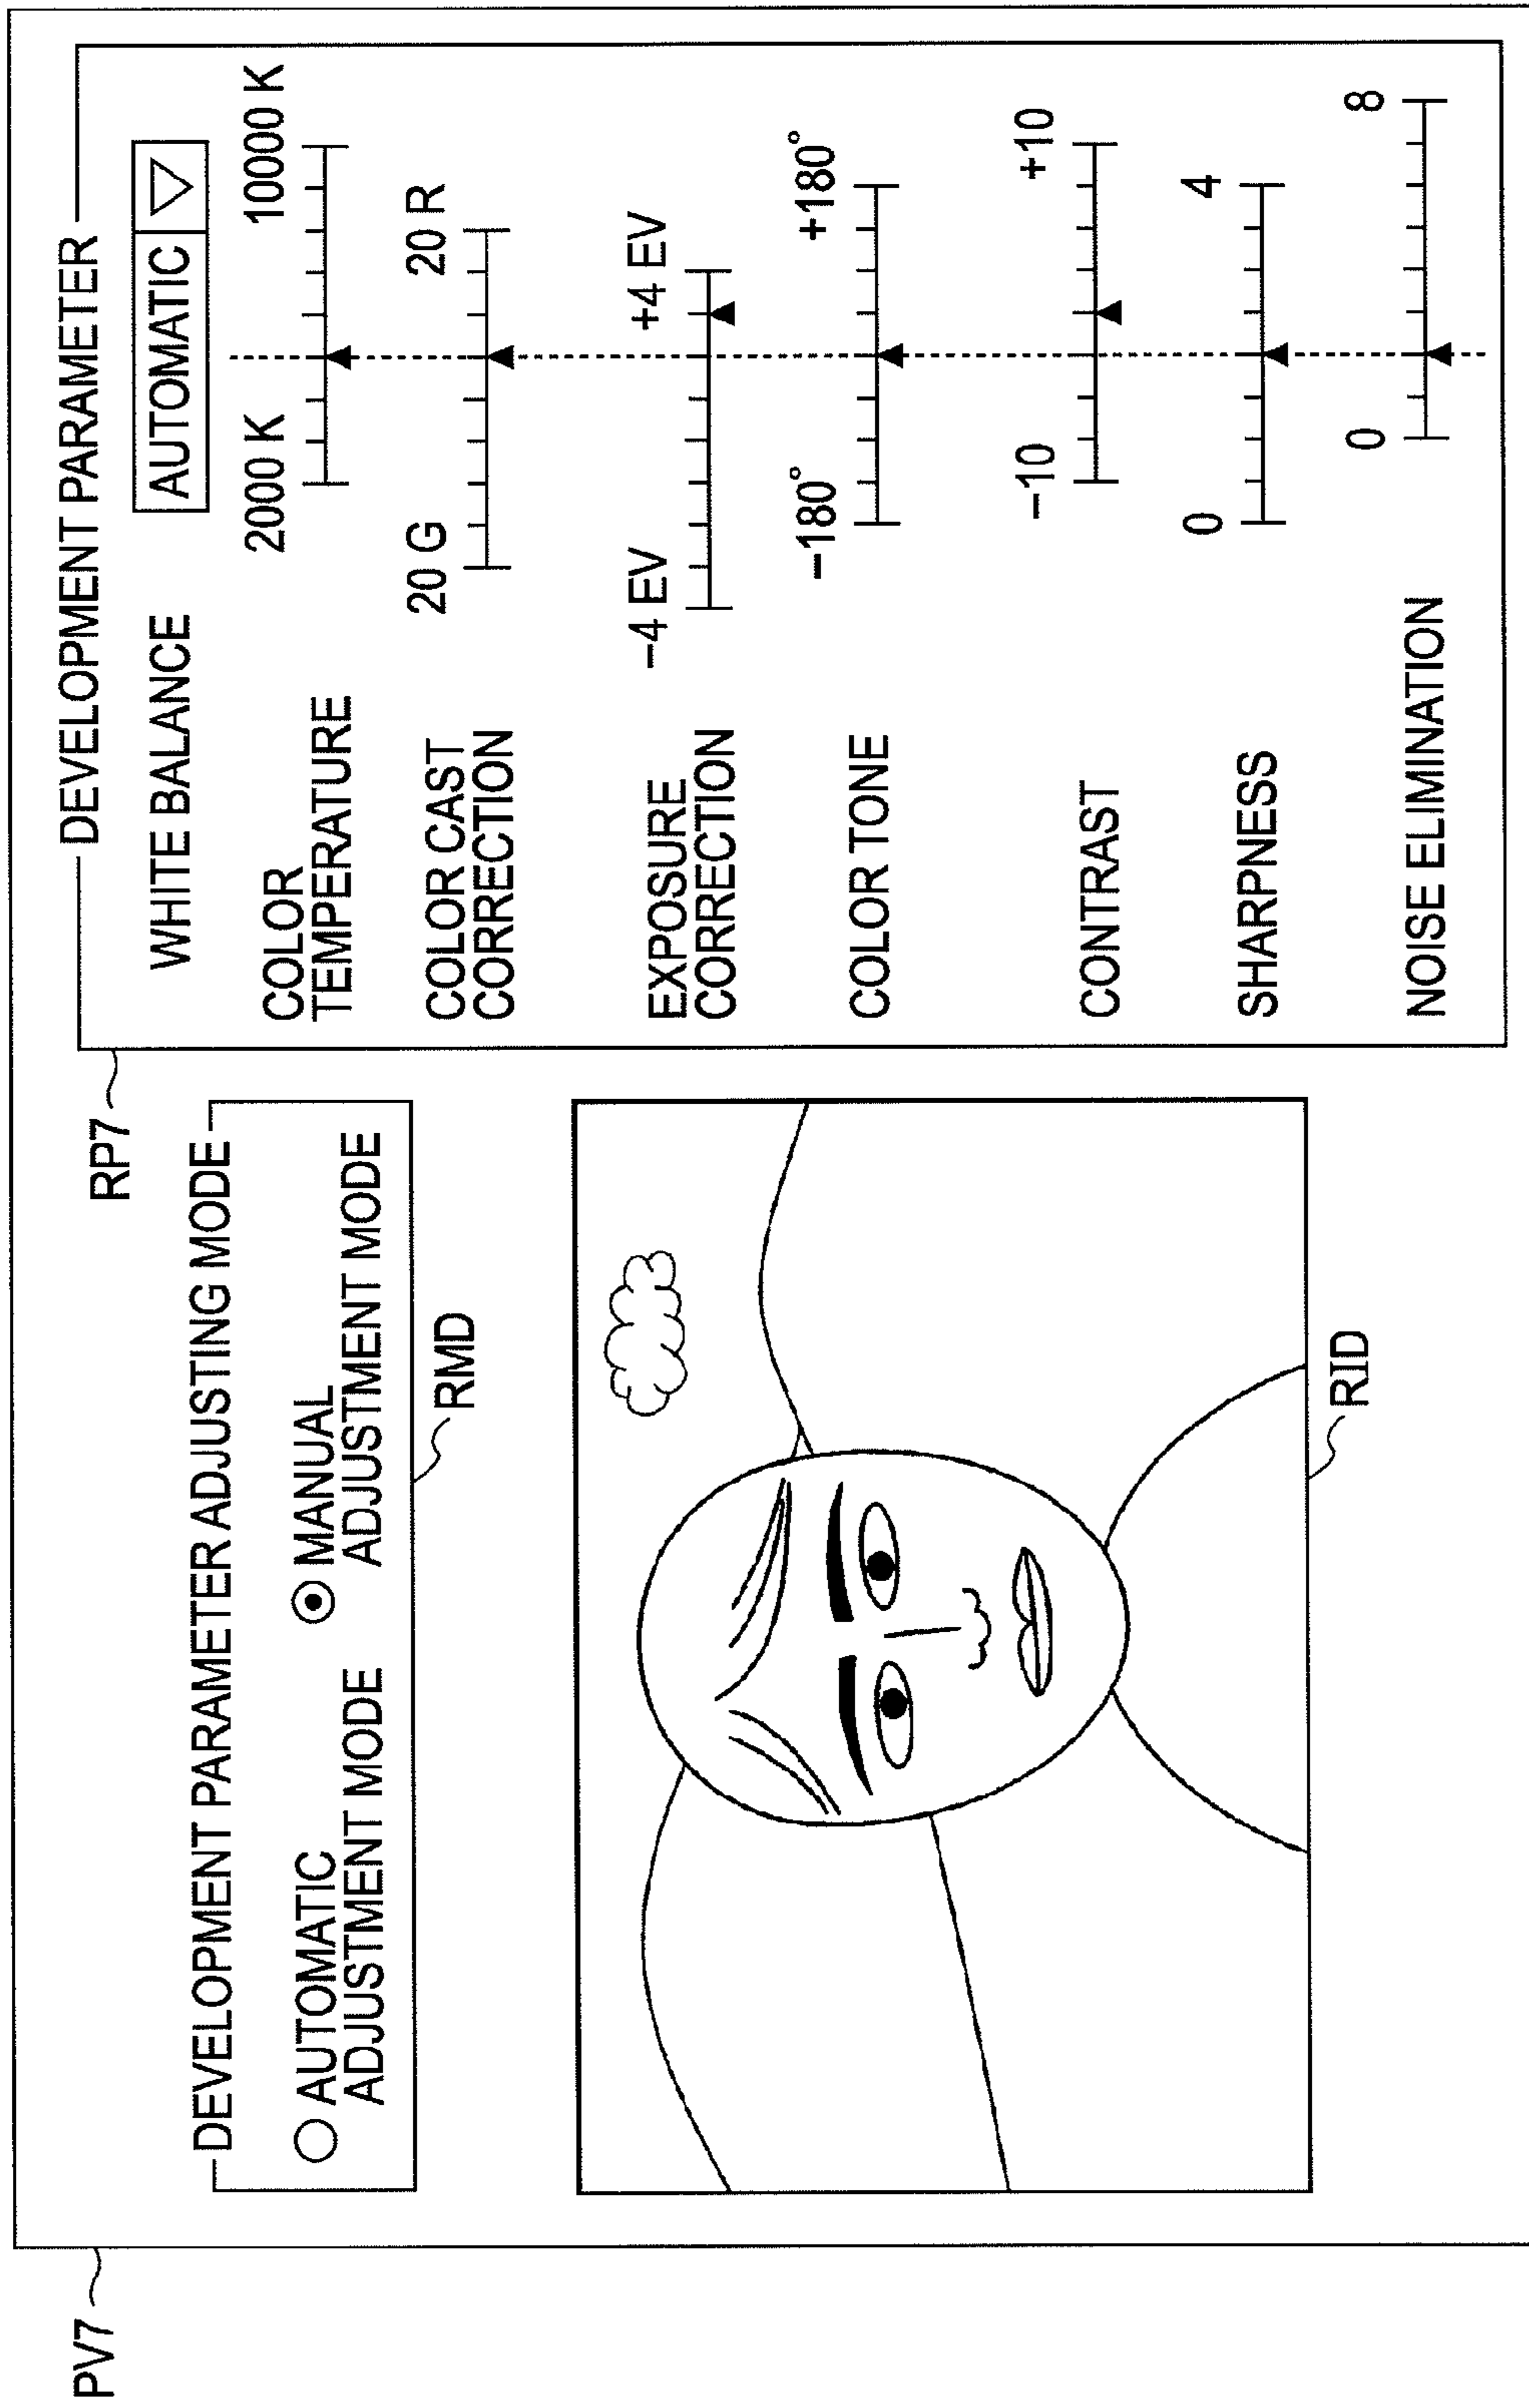 PV7
DEVELOPMENT PARAMETER ADJUSTING MODE
AUTOMATIC
ADJUSTMENT MODE
MANUAL
ADJUSTMENT MODE
RMD
RID
RP7
DEVELOPMENT PARAMETER
WHITE BALANCE
AUTOMATIC
COLOR
TEMPERATURE
2000 K
10000 K
COLOR CAST
CORRECTION
20 G
20 R
EXPOSURE
CORRECTION
−4 EV
+4 EV
COLOR TONE
−180°
+180°
CONTRAST
−10
+10
SHARPNESS
0
4
NOISE ELIMINATION
0
8